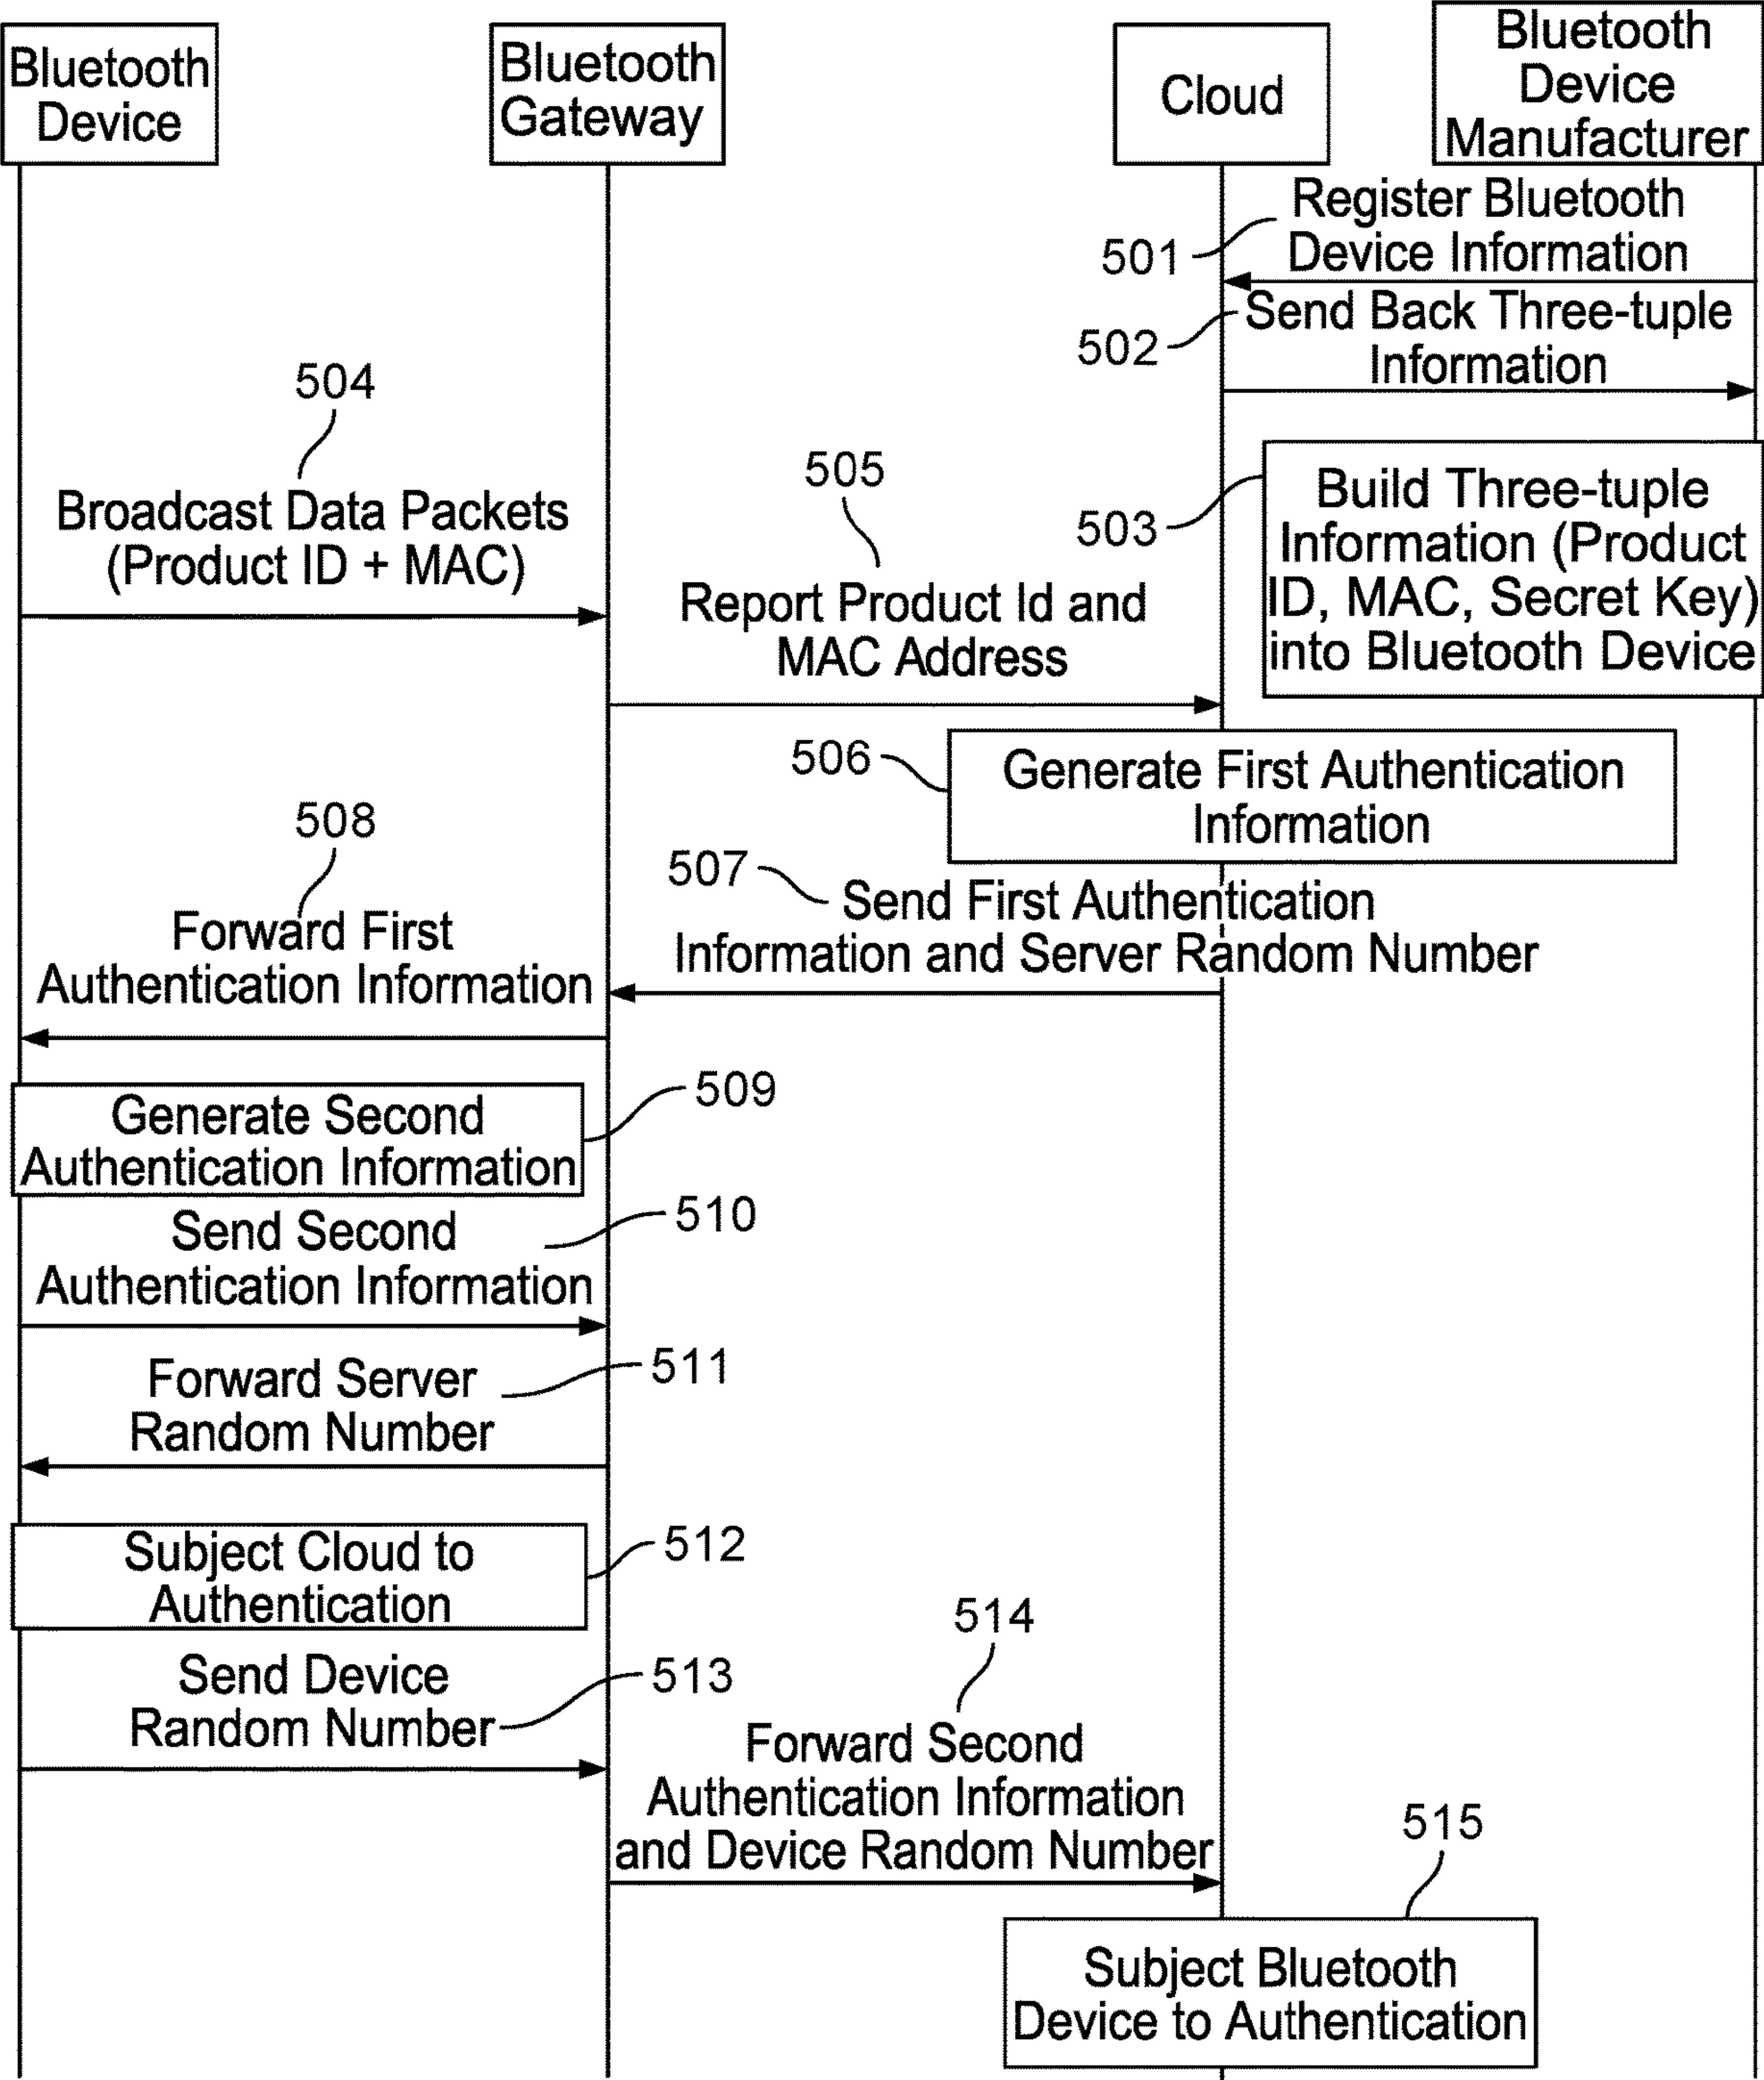 Bluetooth
Device
Bluetooth
Gateway
Cloud
Bluetooth
Device
Manufacturer
501
Register Bluetooth
Device Information
502
Send Back Three-tuple
Information
503
Build Three-tuple
Information (Product
ID, MAC, Secret Key)
into Bluetooth Device
504
Broadcast Data Packets
(Product ID + MAC)
505
Report Product Id and
MAC Address
506
Generate First Authentication
Information
507
Send First Authentication
Information and Server Random Number
508
Forward First
Authentication Information
509
Generate Second
Authentication Information
510
Send Second
Authentication Information
511
Forward Server
Random Number
512
Subject Cloud to
Authentication
513
Send Device
Random Number
514
Forward Second
Authentication Information
and Device Random Number
515
Subject Bluetooth
Device to Authentication